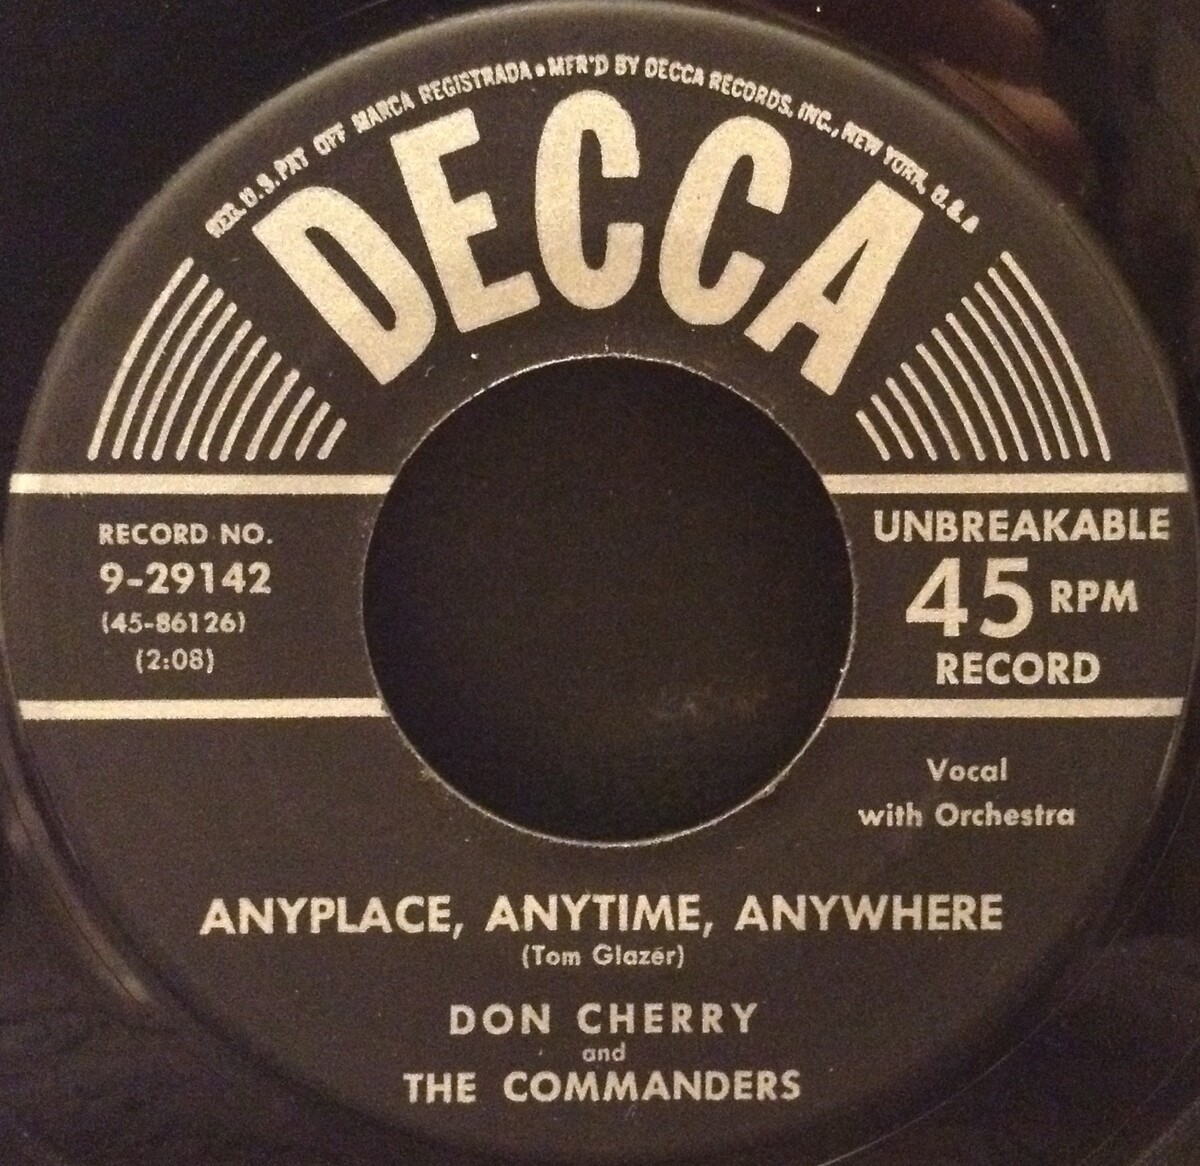 REG. U.S. PAT OFF MARCA REGISTRADA • MFR'D BY DECCA RECORDS, INC., NEW YORK, U.S.A
DECCA
RECORD NO.
9-29142
(45-86126)
(2:08)
UNBREAKABLE
45 RPM
RECORD
Vocal
with Orchestra
ANYPLACE, ANYTIME, ANYWHERE
(Tom Glazér)
DON CHERRY
and
THE COMMANDERS